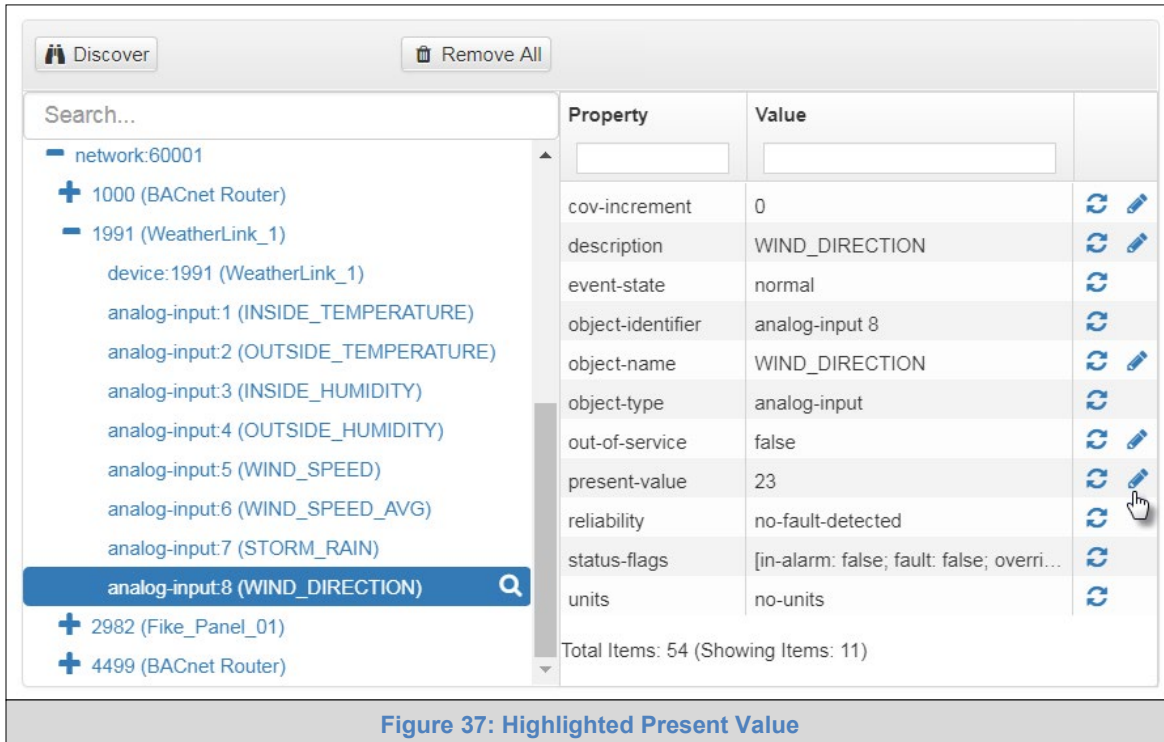 Discover
Remove All
Search...
network:60001
1000 (BACnet Router)
1991 (WeatherLink_1)
device:1991 (WeatherLink_1)
analog-input:1 (INSIDE_TEMPERATURE)
analog-input:2 (OUTSIDE_TEMPERATURE)
analog-input:3 (INSIDE_HUMIDITY)
analog-input:4 (OUTSIDE_HUMIDITY)
analog-input:5 (WIND_SPEED)
analog-input:6 (WIND_SPEED_AVG)
analog-input:7 (STORM_RAIN)
analog-input:8 (WIND_DIRECTION)
2982 (Fike_Panel_01)
4499 (BACnet Router)
Property Value
cov-increment 0
description WIND_DIRECTION
event-state normal
object-identifier analog-input 8
object-name WIND_DIRECTION
object-type analog-input
out-of-service false
present-value 23
reliability no-fault-detected
status-flags [in-alarm: false; fault: false; overri...
units no-units
Total Items: 54 (Showing Items: 11)
Figure 37: Highlighted Present Value